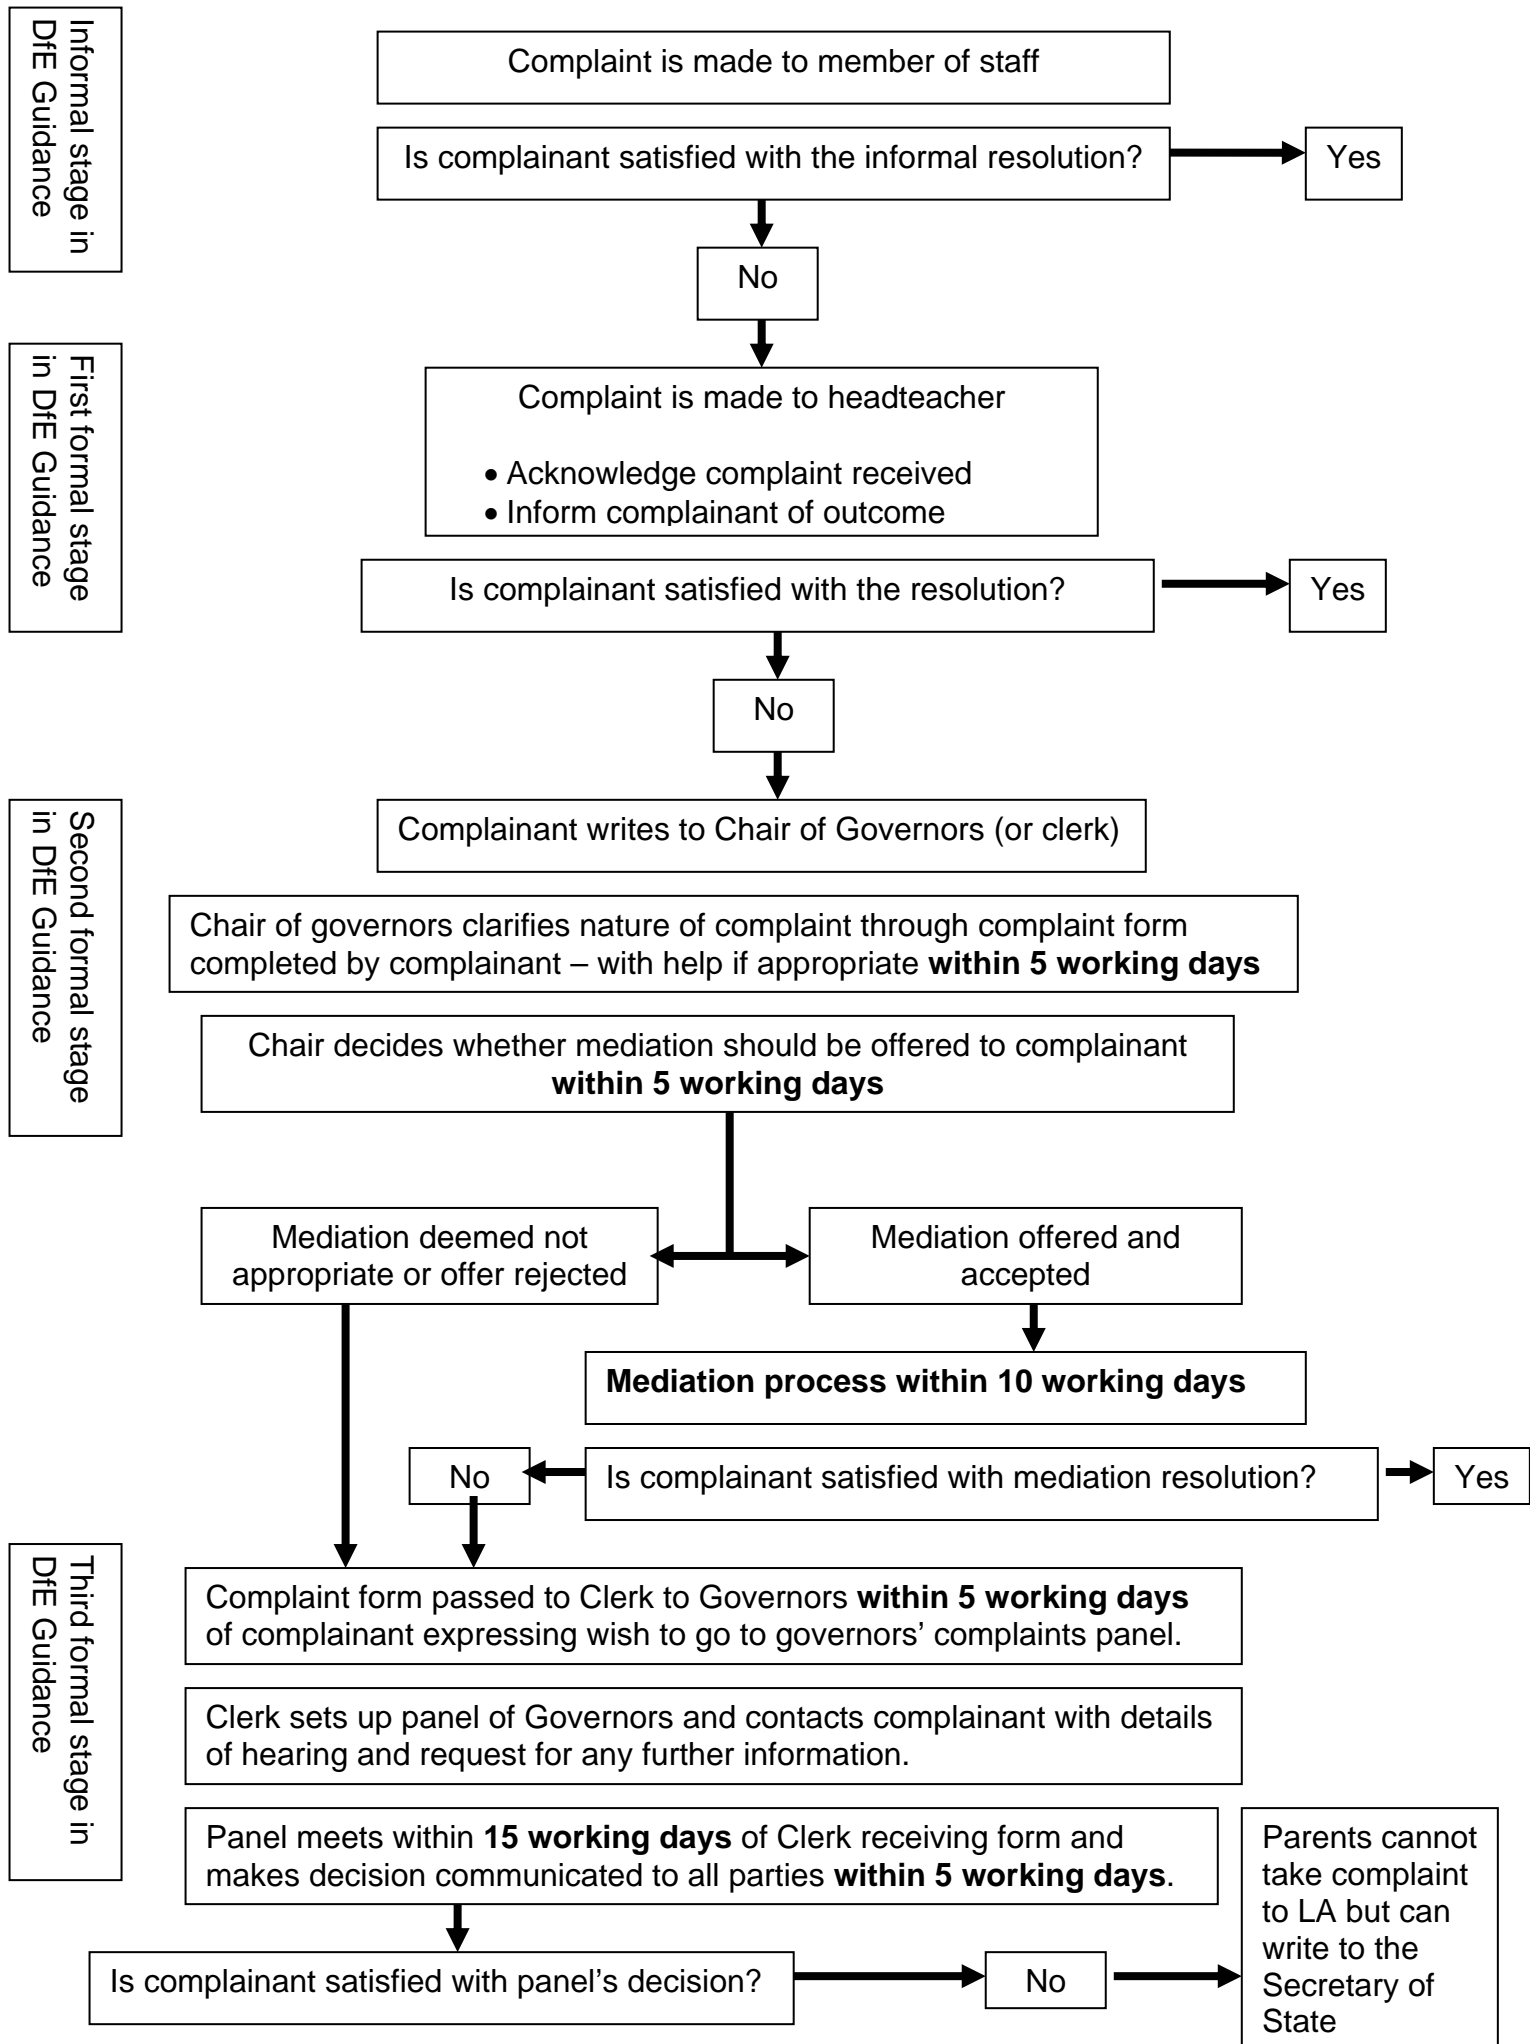 Informal stage in
DfE Guidance
Complaint is made to member of staff
Is complainant satisfied with the informal resolution?
Yes
No
First formal stage
in DfE Guidance
Complaint is made to headteacher
• Acknowledge complaint received
• Inform complainant of outcome
Is complainant satisfied with the resolution?
Yes
No
Second formal stage
in DfE Guidance
Complainant writes to Chair of Governors (or clerk)
Chair of governors clarifies nature of complaint through complaint form
completed by complainant – with help if appropriate within 5 working days
Chair decides whether mediation should be offered to complainant
within 5 working days
Mediation deemed not
appropriate or offer rejected
Mediation offered and
accepted
Mediation process within 10 working days
No
Is complainant satisfied with mediation resolution?
Yes
Third formal stage in
DfE Guidance
Complaint form passed to Clerk to Governors within 5 working days
of complainant expressing wish to go to governors’ complaints panel.
Clerk sets up panel of Governors and contacts complainant with details
of hearing and request for any further information.
Panel meets within 15 working days of Clerk receiving form and
makes decision communicated to all parties within 5 working days.
Is complainant satisfied with panel’s decision?
No
Parents cannot
take complaint
to LA but can
write to the
Secretary of
State